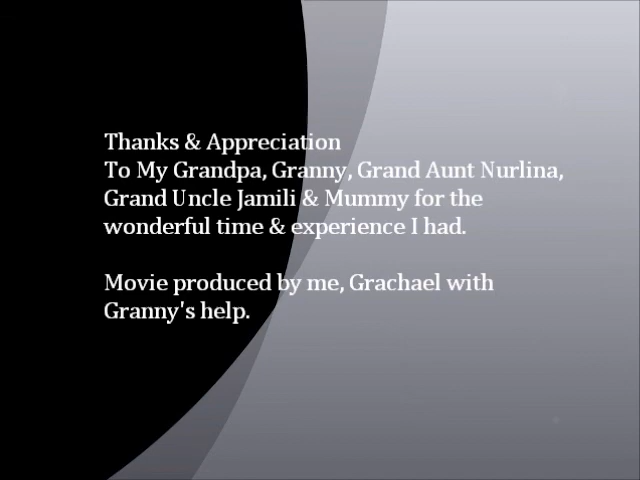 Thanks & Appreciation
To My Grandpa, Granny, Grand Aunt Nurlina,
Grand Uncle Jamili & Mummy for the
wonderful time & experience I had.
Movie produced by me, Grachael with
Granny's help.